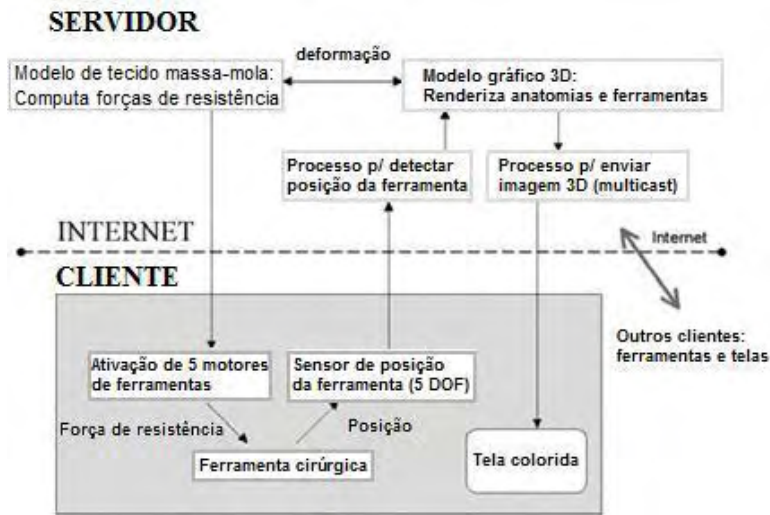 SERVIDOR
deformação
Modelo de tecido massa-mola:
Computa forças de resistência
Modelo gráfico 3D:
Renderiza anatomias e ferramentas
Processo p/ detectar
posição da ferramenta
Processo p/ enviar
imagem 3D (multicast)
INTERNET
Internet
CLIENTE
Outros clientes:
ferramentas e telas
Ativação de 5 motores
de ferramentas
Sensor de posição
da ferramenta (5 DOF)
Força de resistência
Posição
Ferramenta cirúrgica
Tela colorida